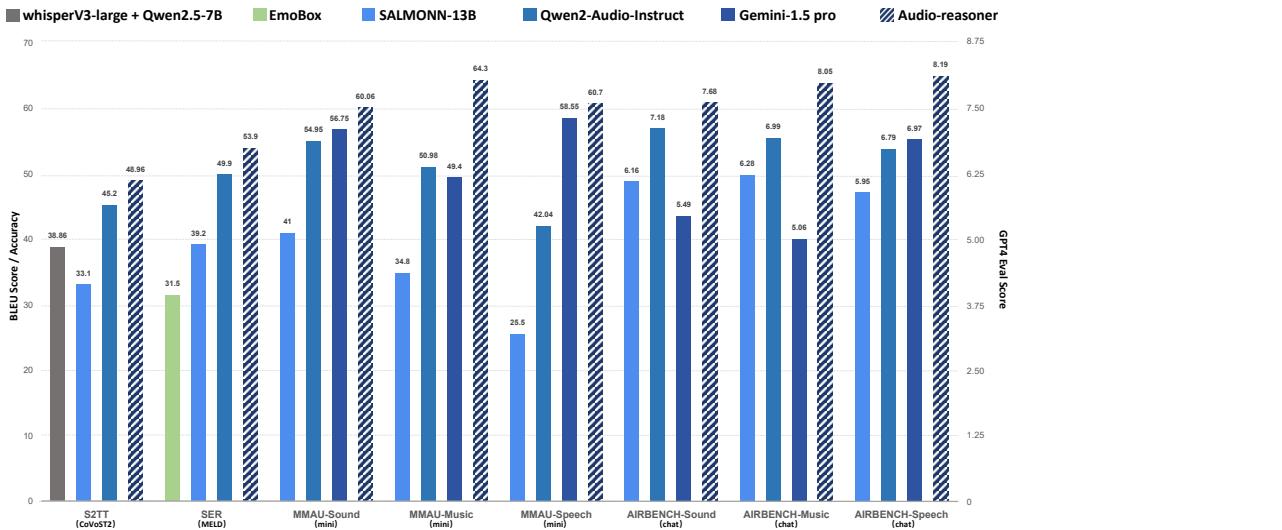 whisperV3-large + Qwen2.5-7B EmoBox SALMONN-13B Qwen2-Audio-Instruct Gemini-1.5 pro Audio-reasoner
BLEU Score / Accuracy
70
60
50
40
30
20
10
0
38.86 33.1 45.2 48.96
31.5 39.2 49.9 53.9
41 54.95 56.75 60.06
34.8 50.98 49.4 64.3
25.5 42.04 58.55 60.7
6.16 7.18 5.49 7.68
6.28 6.99 5.06 8.05
5.95 6.79 6.97 8.19
8.75
7.50
6.25
5.00
3.75
2.50
1.25
0
GPT4 Eval Score
S2TT SER MMAU-Sound MMAU-Music MMAU-Speech AIRBENCH-Sound AIRBENCH-Music AIRBENCH-Speech
(CoVoST2) (MELD) (mini) (mini) (mini) (chat) (chat) (chat)